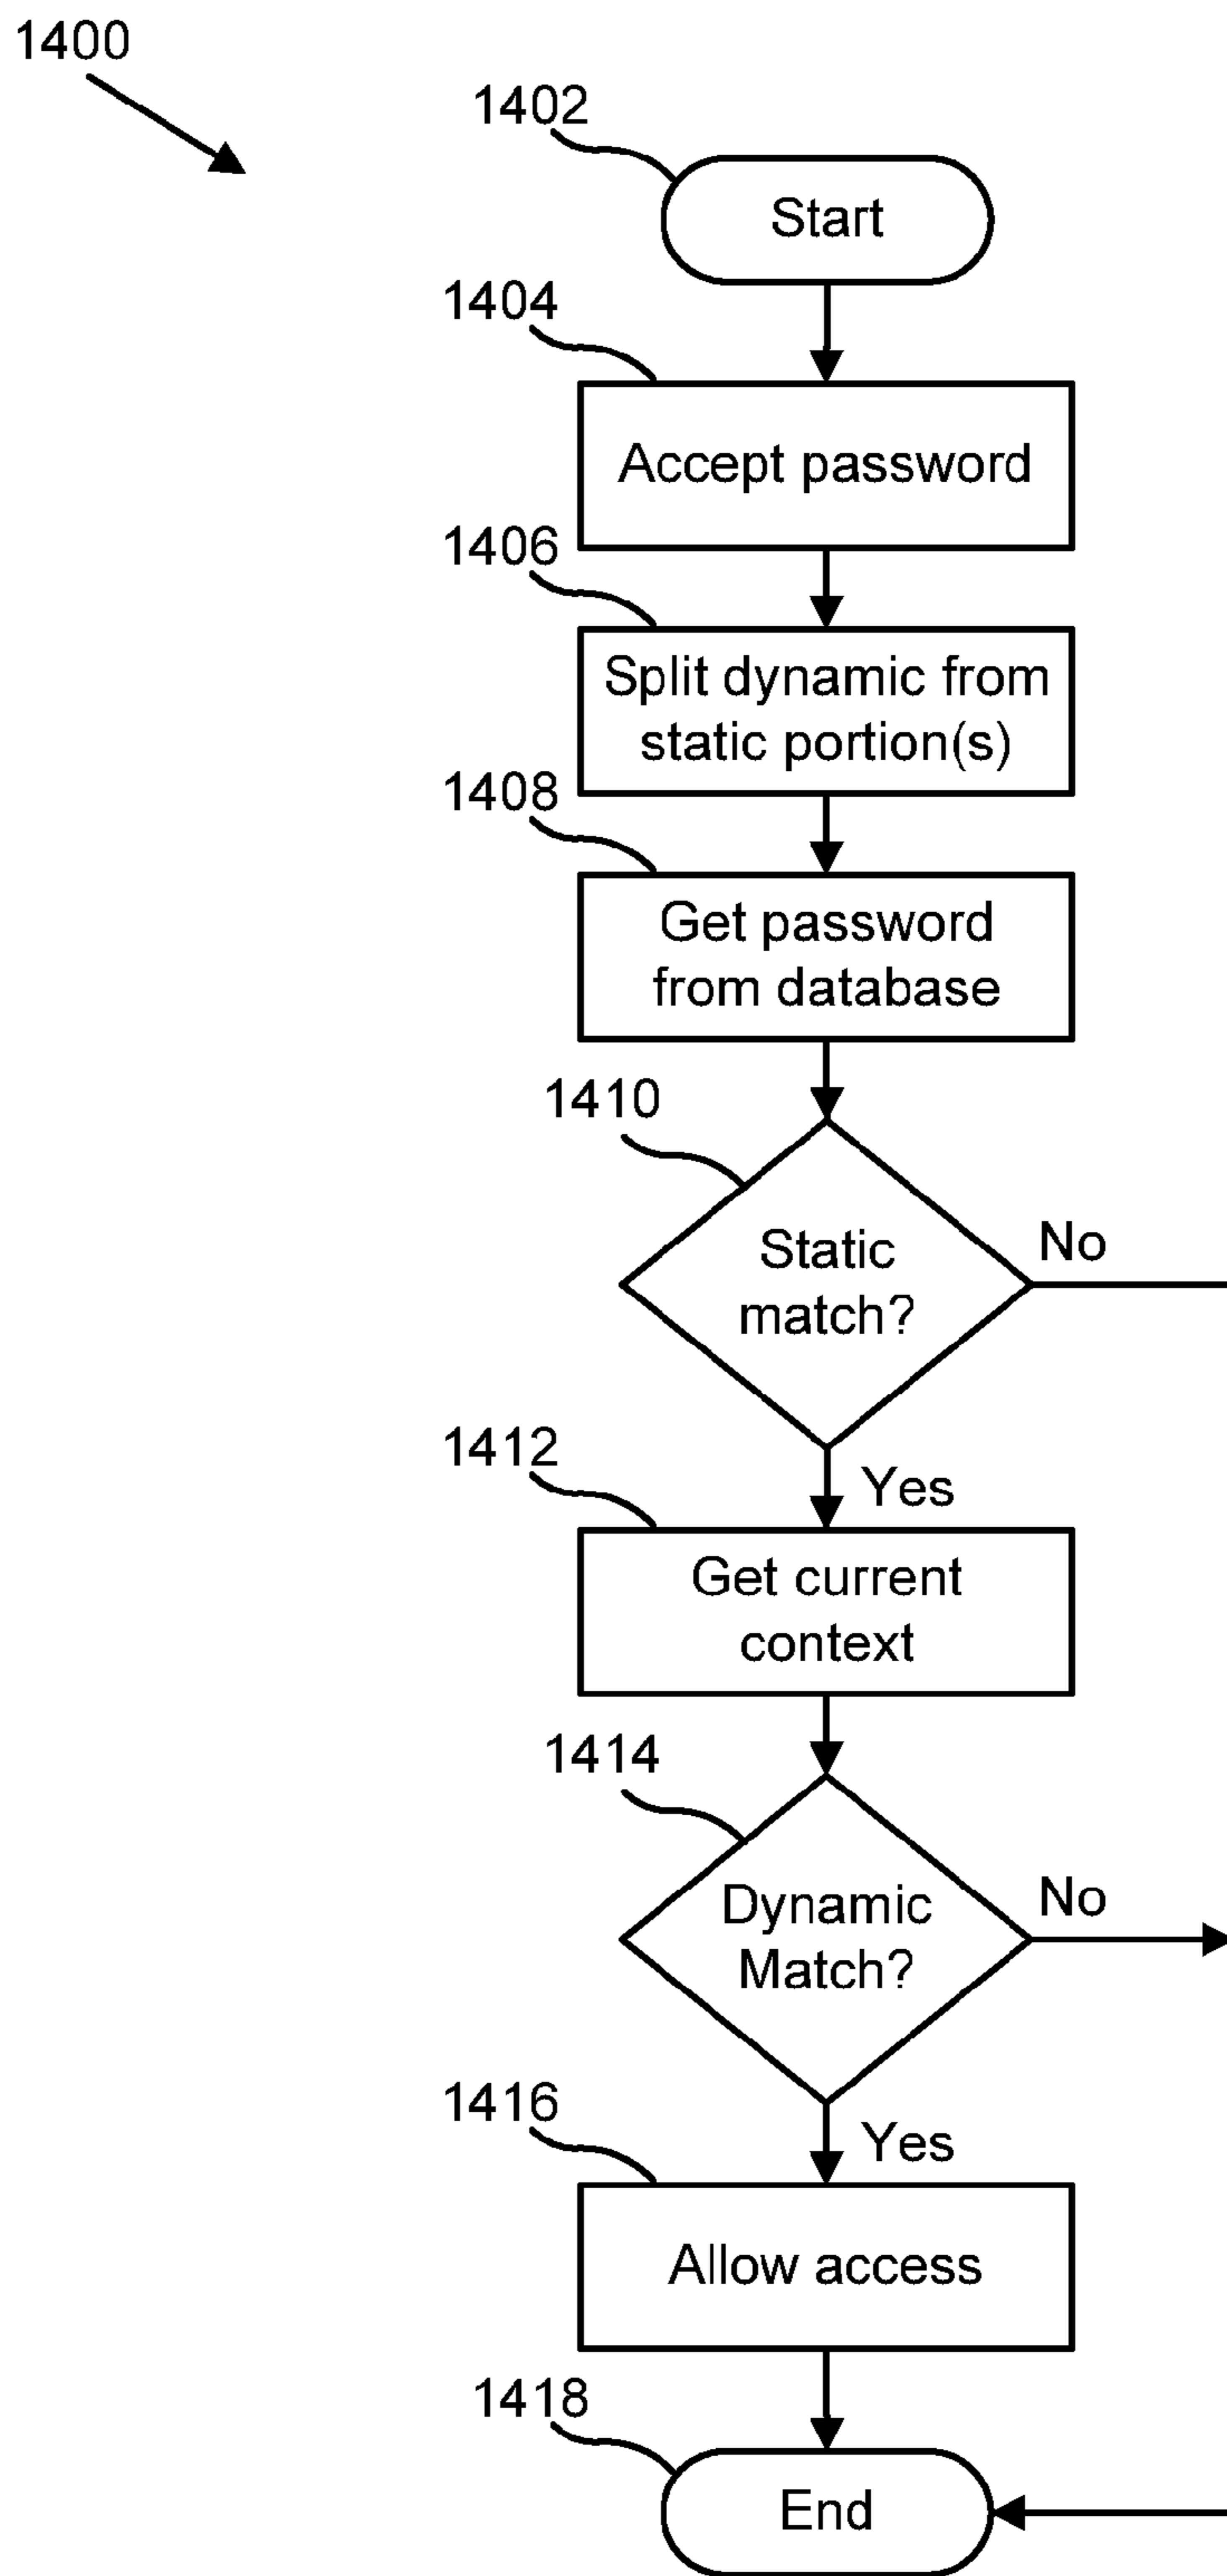 1400
1402
Start
1404
Accept password
1406
Split dynamic from
static portion(s)
1408
Get password
from database
1410
Static
match?
No
1412
Yes
Get current
context
1414
Dynamic
Match?
No
1416
Yes
Allow access
1418
End